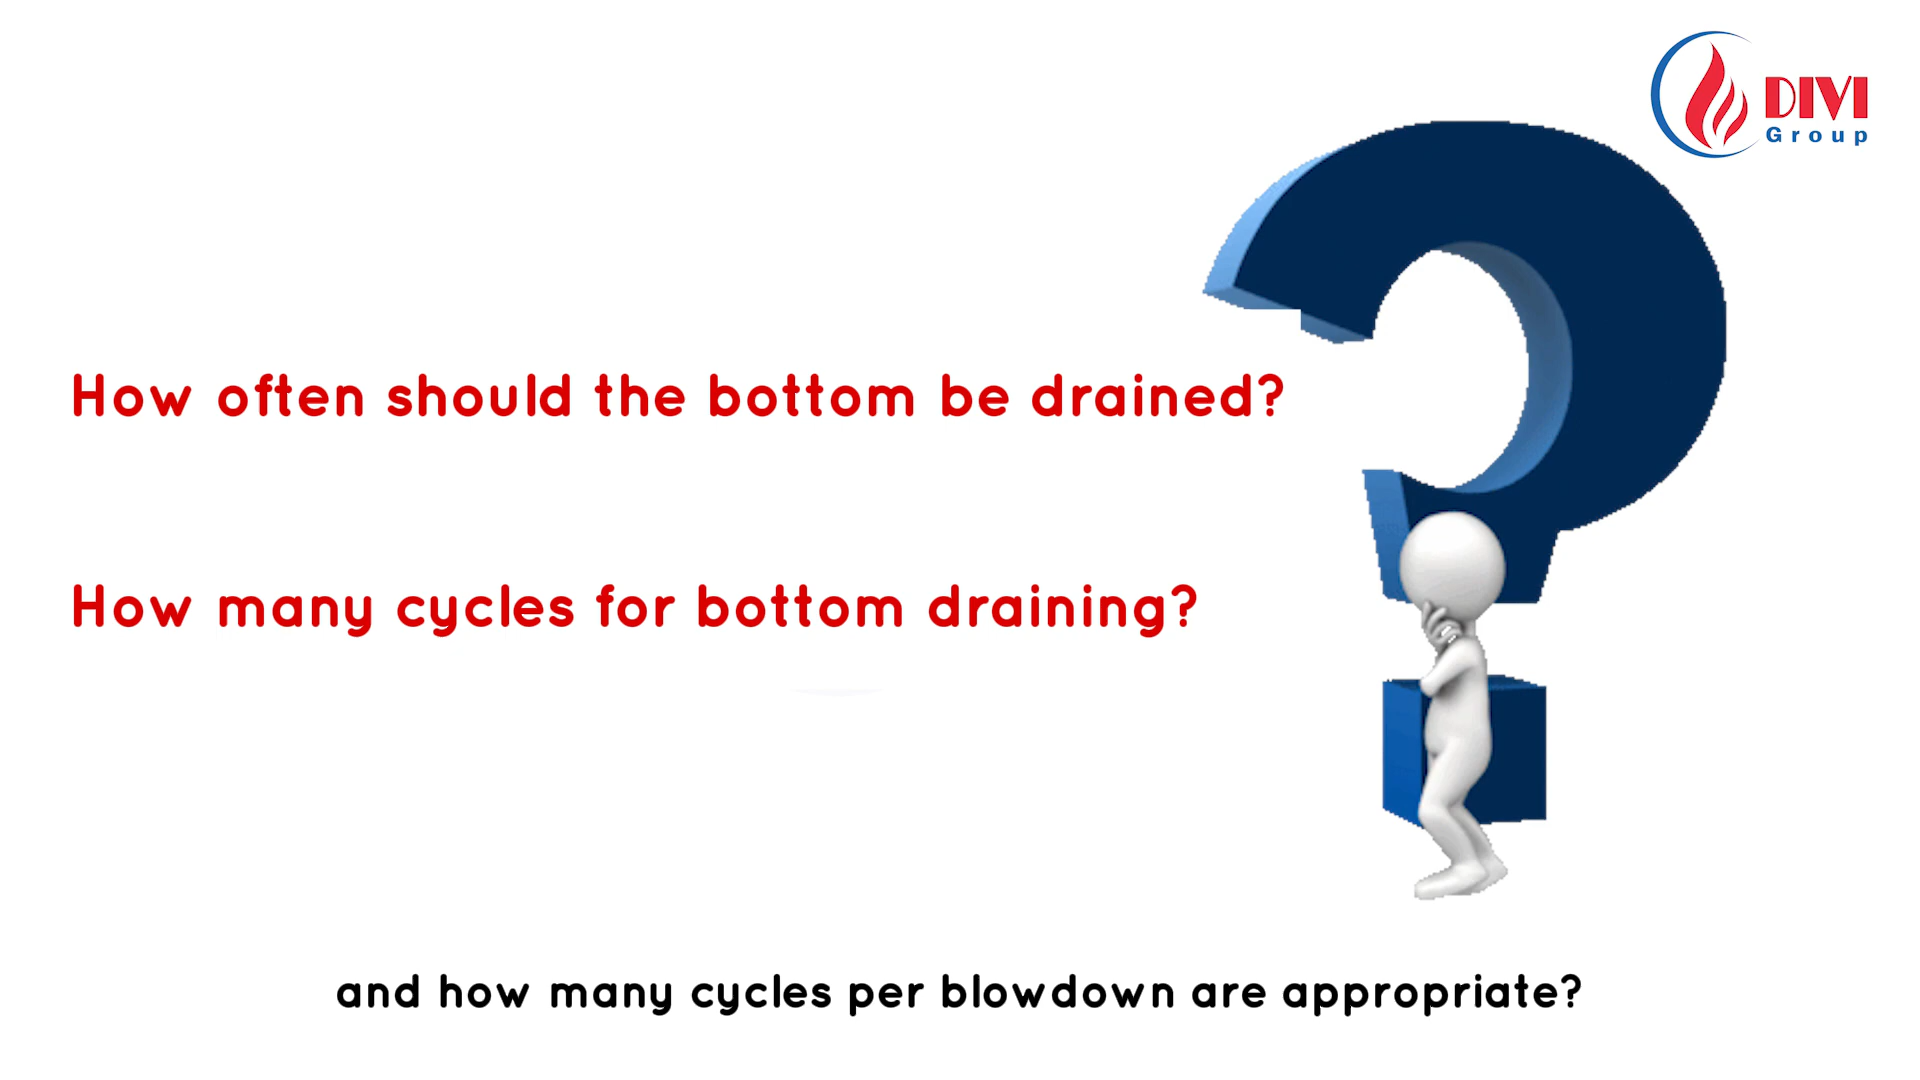 DIVI
Group
How often should the bottom be drained?
How many cycles for bottom draining?
and how many cycles per blowdown are appropriate?